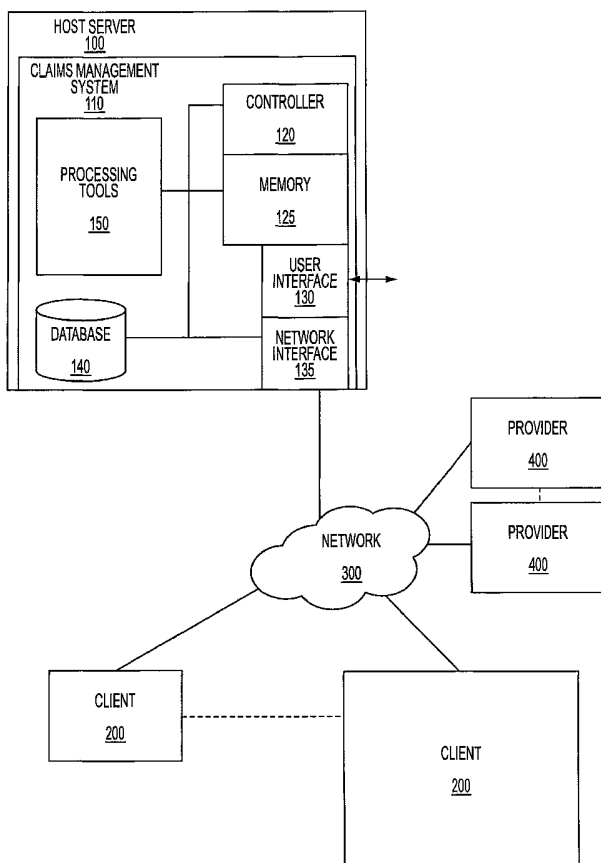 HOST SERVER
100
CLAIMS MANAGEMENT
SYSTEM
110
CONTROLLER
120
PROCESSING
TOOLS
150
MEMORY
125
USER
INTERFACE
130
DATABASE
140
NETWORK
INTERFACE
135
PROVIDER
400
PROVIDER
400
NETWORK
300
CLIENT
200
CLIENT
200